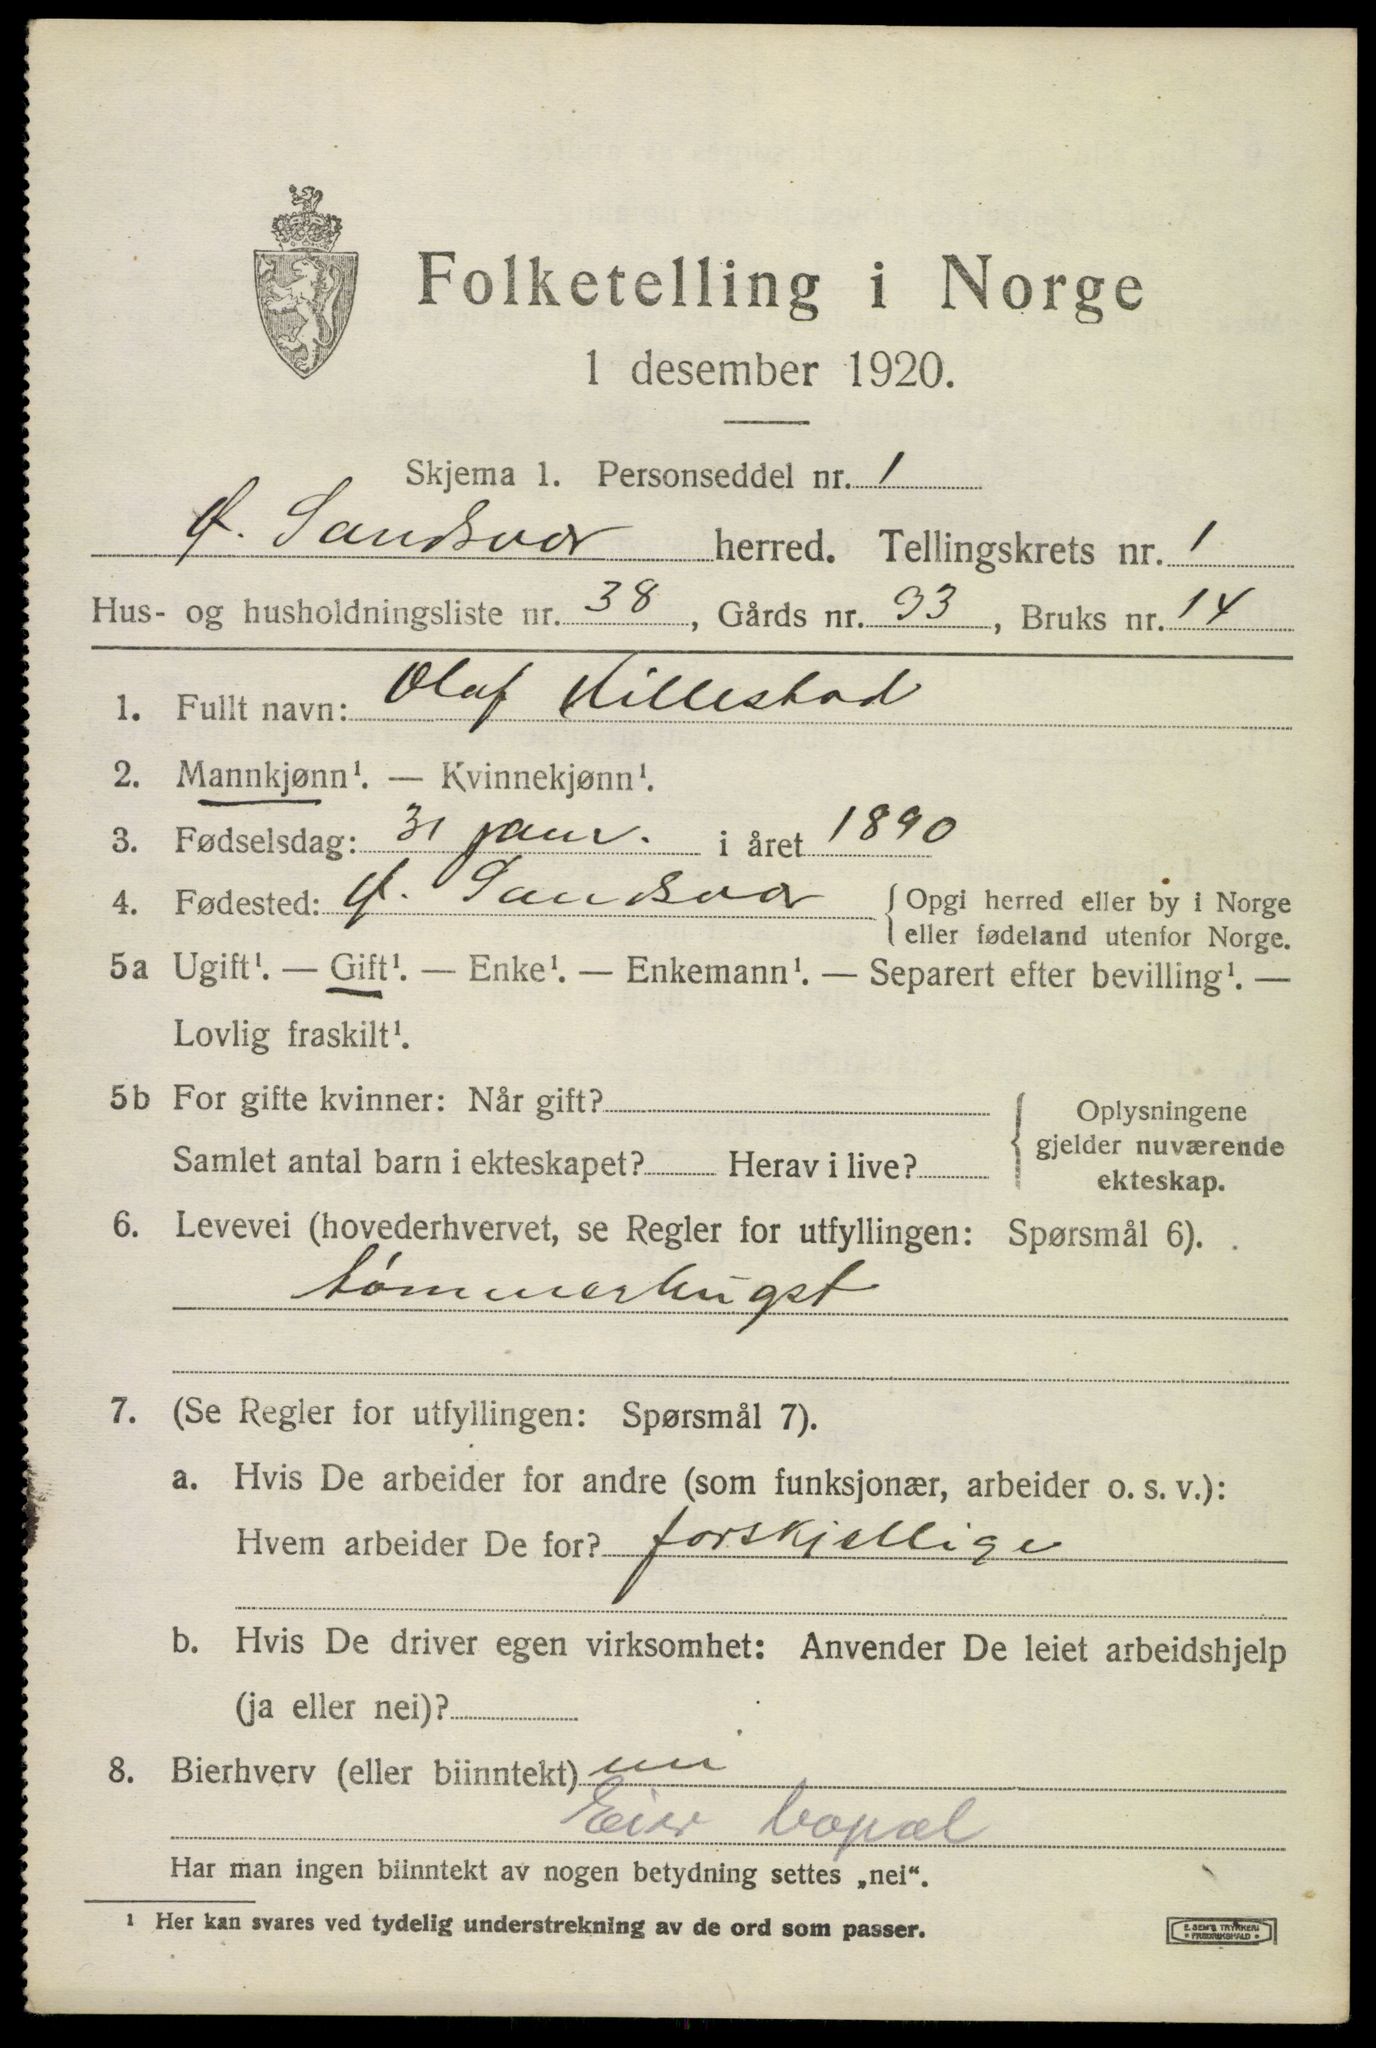 Folketelling i Norge
1 desember 1920.
Skjema 1. Personseddel nr. 1
Ø. Sandsvær herred. Tellingskrets nr. 1
Hus- og husholdningsliste nr. 38, Gårds nr. 93, Bruks nr. 14
1. Fullt navn: Olaf Hillestad
2. Mannkjønn¹. — Kvinnekjønn¹.
3. Fødselsdag: 31 janr. i året 1890
4. Fødested: Ø. Sandsvær { Opgi herred eller by i Norge
eller fødeland utenfor Norge.
5a Ugift¹. — Gift¹. — Enke¹. — Enkemann¹. — Separert efter bevilling¹. —
Lovlig fraskilt¹.
5b For gifte kvinner: Når gift?
Samlet antal barn i ekteskapet? Herav i live?
{ Oplysningene
gjelder nuværende
ekteskap.
6. Levevei (hovederhvervet, se Regler for utfyllingen: Spørsmål 6).
tømmerhugst
7. (Se Regler for utfyllingen: Spørsmål 7).
a. Hvis De arbeider for andre (som funksjonær, arbeider o. s. v.):
Hvem arbeider De for? forskjellige
b. Hvis De driver egen virksomhet: Anvender De leiet arbeidshjelp
(ja eller nei)?
8. Bierhverv (eller biinntekt) nei
Eier
Har man ingen biinntekt av nogen betydning settes „nei“.
¹ Her kan svares ved tydelig understrekning av de ord som passer.
E. SEM'S TRYKKERI
* FREDRIKSHALD *